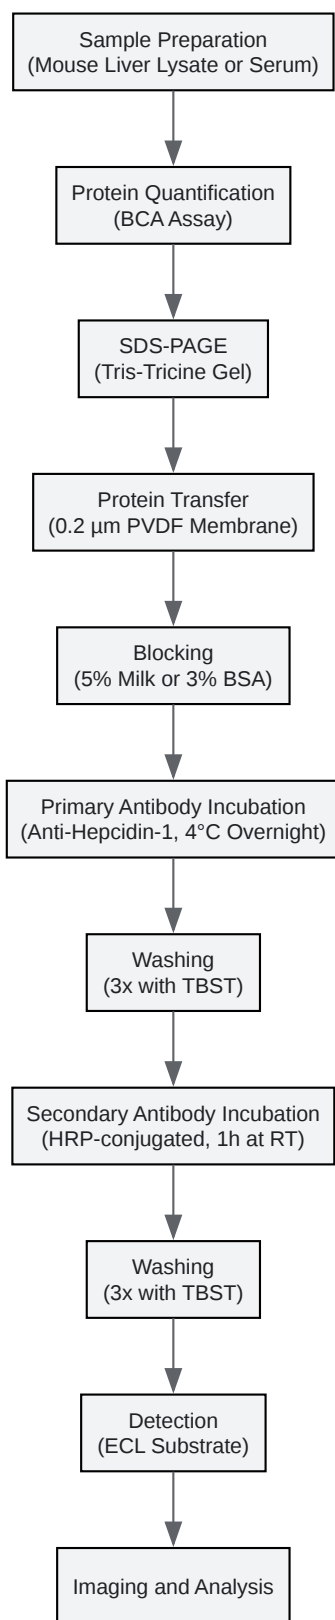 Sample Preparation
(Mouse Liver Lysate or Serum)
Protein Quantification
(BCA Assay)
SDS-PAGE
(Tris-Tricine Gel)
Protein Transfer
(0.2 µm PVDF Membrane)
Blocking
(5% Milk or 3% BSA)
Primary Antibody Incubation
(Anti-Hepcidin-1, 4°C Overnight)
Washing
(3x with TBST)
Secondary Antibody Incubation
(HRP-conjugated, 1h at RT)
Washing
(3x with TBST)
Detection
(ECL Substrate)
Imaging and Analysis